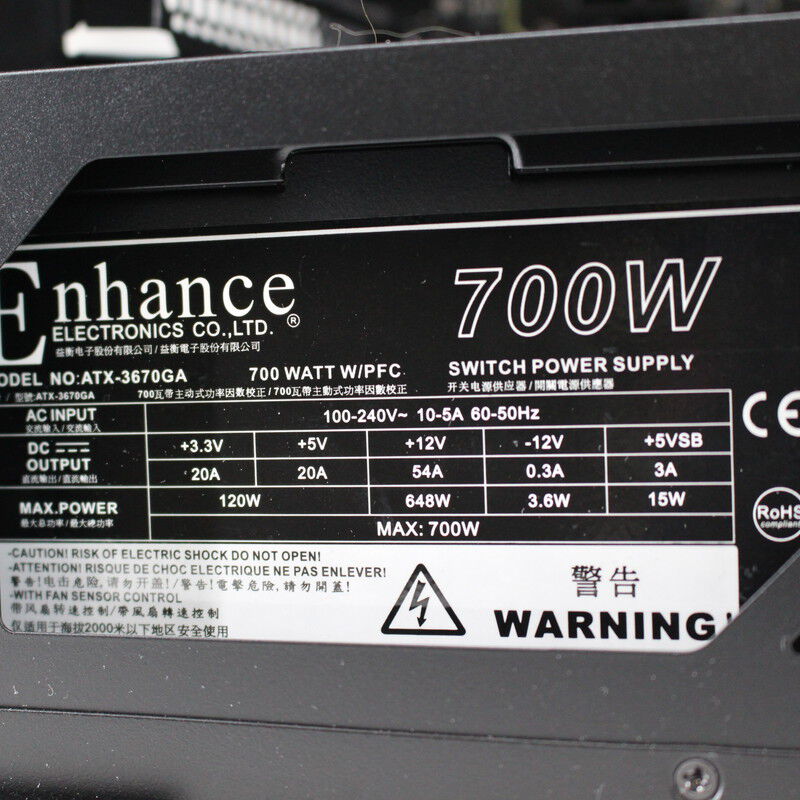 Enhance
ELECTRONICS CO.,LTD.®
益衡电子股份有限公司/益衡電子股份有限公司
700W
ODEL NO:ATX-3670GA 700 WATT W/PFC SWITCH POWER SUPPLY
/型號:ATX-3670GA 700瓦带主动式功率因数校正/700瓦帶主動式功率因數校正 开关电源供应器/開關電源供應器
AC INPUT 100-240V~ 10-5A 60-50Hz
交流输入/交流輸入
DC +3.3V +5V +12V -12V +5VSB
OUTPUT 20A 20A 54A 0.3A 3A
直流输出/直流輸出
MAX.POWER 120W 648W 3.6W 15W
最大总功率/最大總功率 MAX: 700W
CE
RoHS
compliant
-CAUTION! RISK OF ELECTRIC SHOCK DO NOT OPEN!
-ATTENTION! RISQUE DE CHOC ELECTRIQUE NE PAS ENLEVER!
警告!电击危险,请勿开盖!/警告!電擊危險,請勿開蓋!
-WITH FAN SENSOR CONTROL
带风扇转速控制/帶風扇轉速控制
仅适用于海拔2000米以下地区安全使用
警告
WARNING!